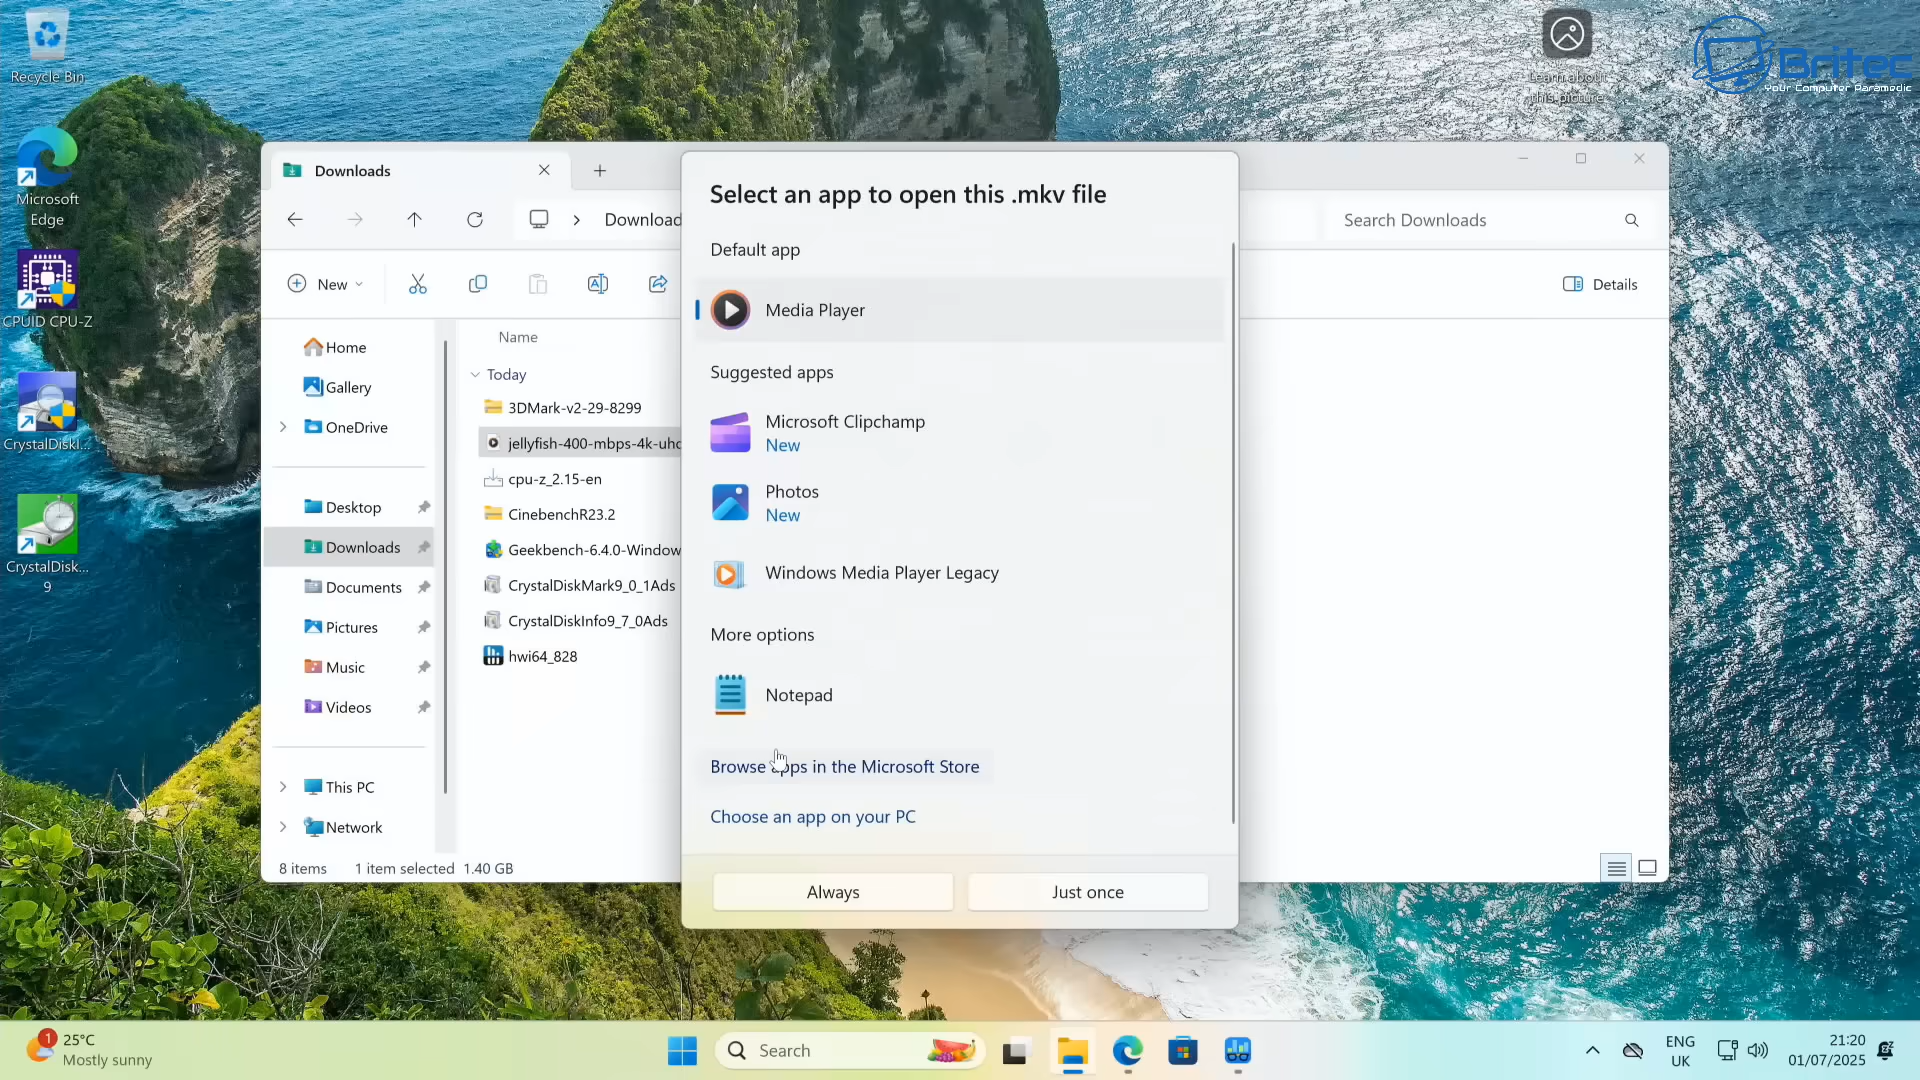 Recycle Bin
Microsoft
Edge
CPUID CPU-Z
CrystalDiskI...
CrystalDisk...
9
Learn about
this picture
Britec
Your Computer Paramedic
Downloads
Download
Search Downloads
New
Details
Home
Gallery
OneDrive
Desktop
Downloads
Documents
Pictures
Music
Videos
This PC
Network
Name
Today
3DMark-v2-29-8299
jellyfish-400-mbps-4k-uhd
cpu-z_2.15-en
CinebenchR23.2
Geekbench-6.4.0-Window
CrystalDiskMark9_0_1Ads
CrystalDiskInfo9_7_0Ads
hwi64_828
8 items
1 item selected
1.40 GB
Select an app to open this .mkv file
Default app
Media Player
Suggested apps
Microsoft Clipchamp
New
Photos
New
Windows Media Player Legacy
More options
Notepad
Browse apps in the Microsoft Store
Choose an app on your PC
Always
Just once
1
25°C
Mostly sunny
Search
ENG
UK
21:20
01/07/2025